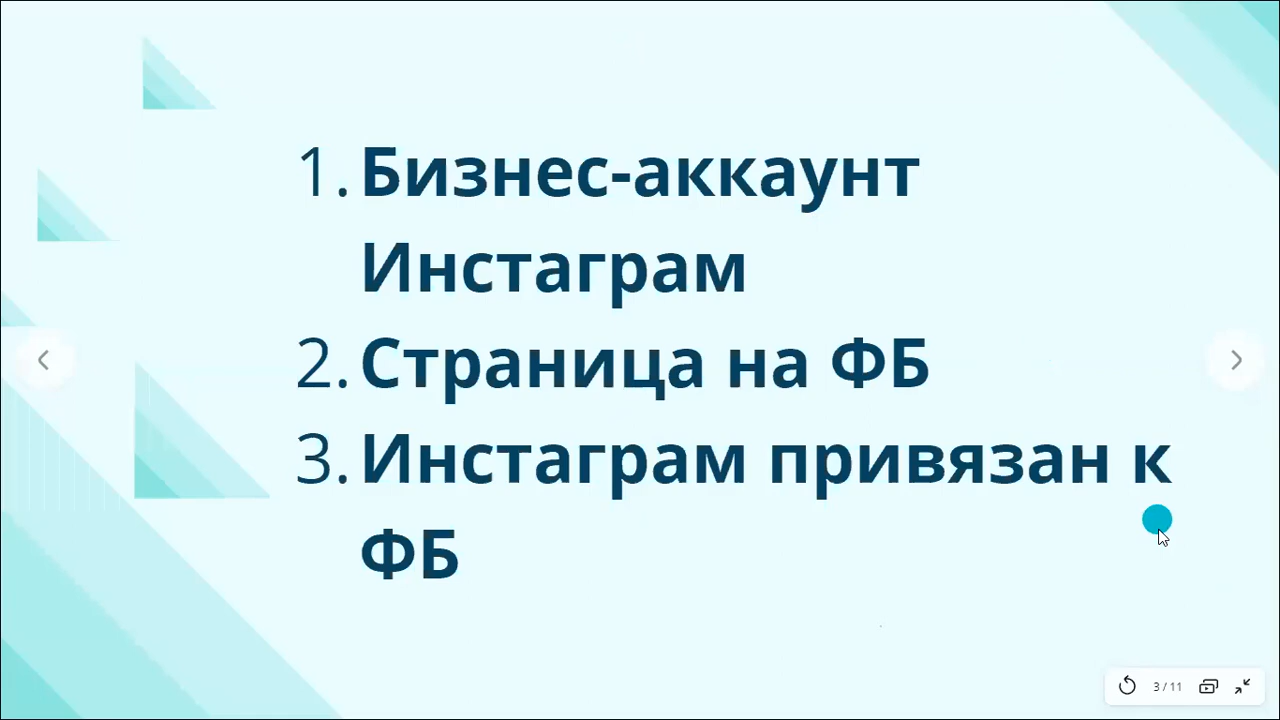 1. Бизнес-аккаунт
Инстаграм
2. Страница на ФБ
3. Инстаграм привязан к
ФБ
3 / 11